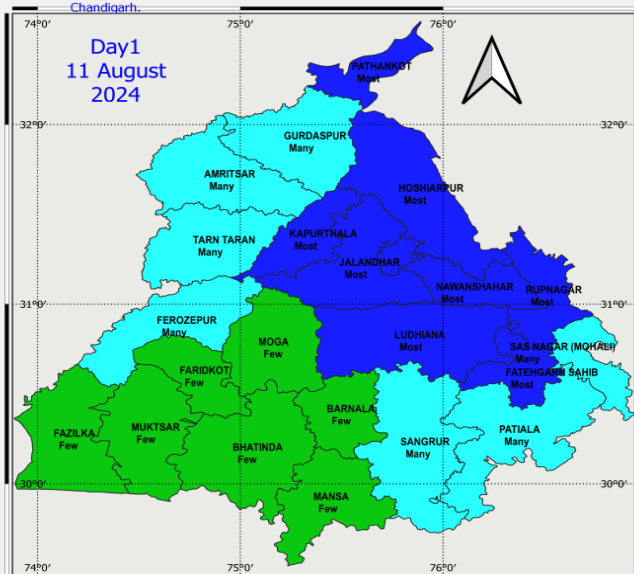 Chandigarh.
74°0' 75°0' 76°0'
Day1
11 August
2024
PATHANKOT
Most
32°0' 32°0'
GURDASPUR
Many
AMRITSAR
Many
HOSHIARPUR
Most
TARN TARAN
Many
KAPURTHALA
Most
JALANDHAR
Most
NAWANSHAHAR
Most
RUPNAGAR
Most
31°0' 31°0'
FEROZEPUR
Many
MOGA
Few
LUDHIANA
Most
SAS NAGAR (MOHALI)
Many
FARIDKOT
Few
FATEHGARH SAHIB
Most
BARNALA
Few
FAZILKA
Few
MUKTSAR
Few
BHATINDA
Few
SANGRUR
Many
PATIALA
Many
30°0' 30°0'
MANSA
Few
74°0' 75°0' 76°0'